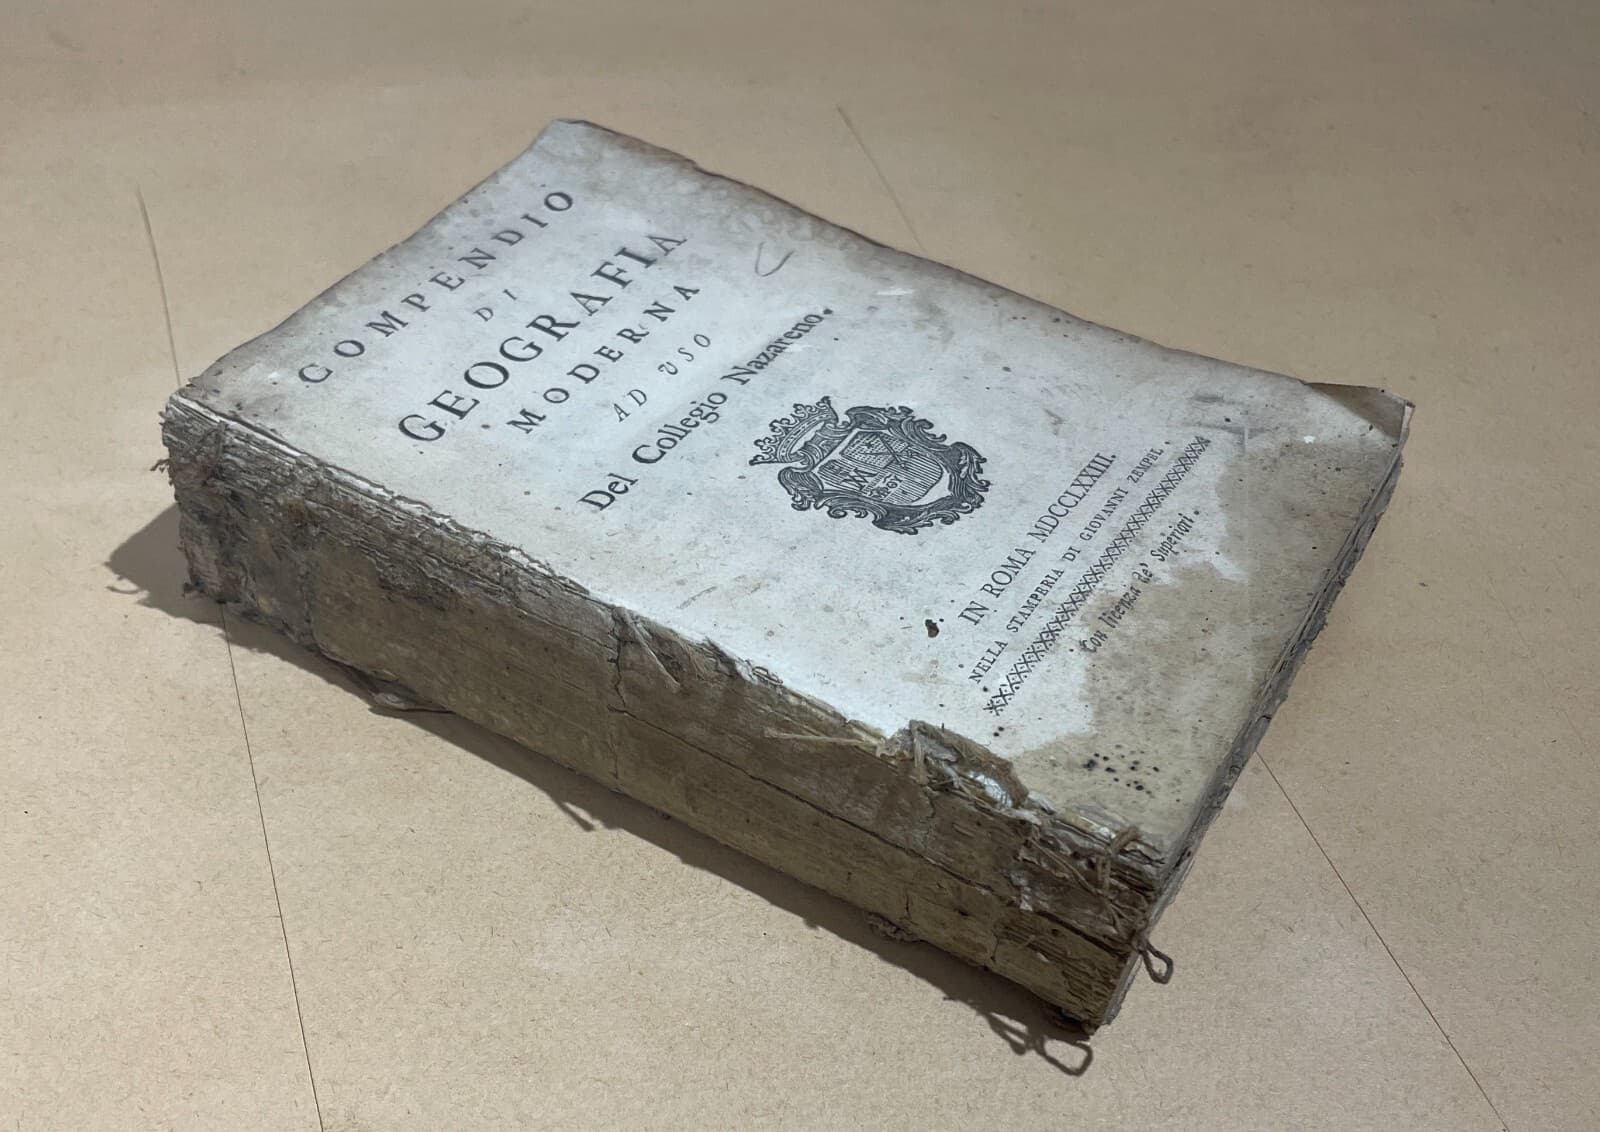 COMPENDIO
DI
GEOGRAFIA
MODERNA
AD USO
Del Collegio Nazareno.
IN ROMA MDCCLXXIII.
NELLA STAMPERIA DI GIOVANNI ZEMPEL
Con licenza de' Superiori.